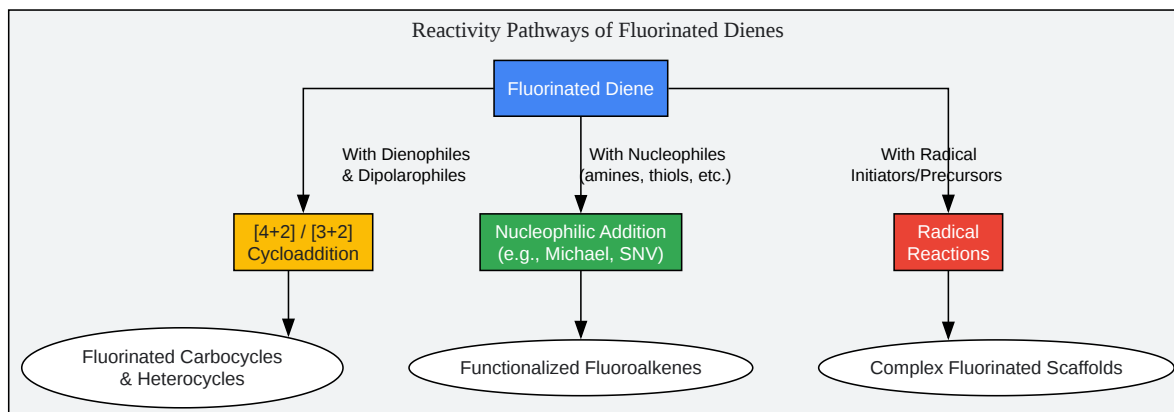 Reactivity Pathways of Fluorinated Dienes
Fluorinated Diene
With Dienophiles
& Dipolarophiles
With Nucleophiles
(amines, thiols, etc.)
With Radical
Initiators/Precursors
[4+2] / [3+2]
Cycloaddition
Nucleophilic Addition
(e.g., Michael, SNV)
Radical
Reactions
Fluorinated Carbocycles
& Heterocycles
Functionalized Fluoroalkenes
Complex Fluorinated Scaffolds